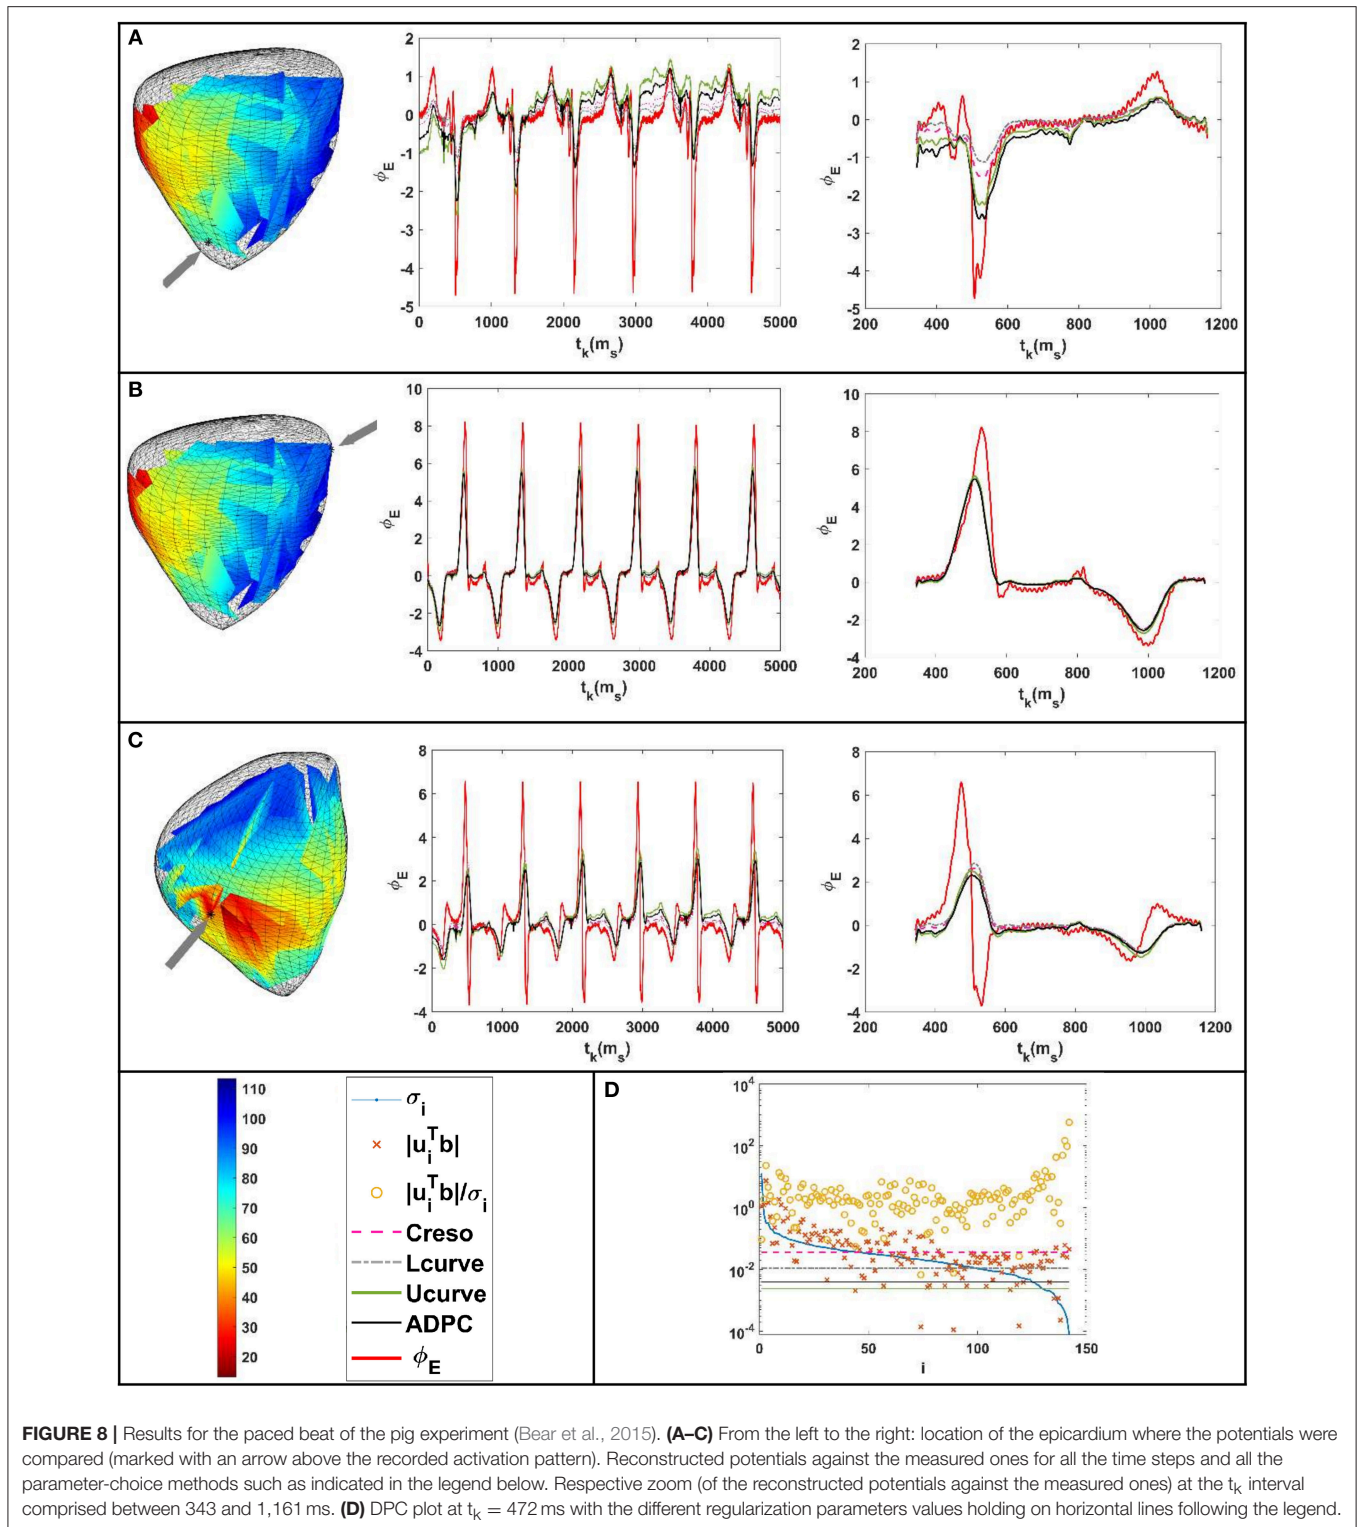 A
2
1
0
-1
-2
-3
-4
-5
ϕE
0 1000 2000 3000 4000 5000
tk(ms)
2
1
0
-1
-2
-3
-4
-5
ϕE
200 400 600 800 1000 1200
tk(ms)
B
10
8
6
4
2
0
-2
-4
ϕE
0 1000 2000 3000 4000 5000
tk(ms)
10
8
6
4
2
0
-2
-4
ϕE
200 400 600 800 1000 1200
tk(ms)
C
8
6
4
2
0
-2
-4
ϕE
0 1000 2000 3000 4000 5000
tk(ms)
8
6
4
2
0
-2
-4
ϕE
200 400 600 800 1000 1200
tk(ms)
110
100
90
80
70
60
50
40
30
20
σi
|uiTb|
|uiTb|/σi
Creso
Lcurve
Ucurve
ADPC
ϕE
D
10^4
10^2
10^0
10^-2
10^-4
0 50 100 150
i
FIGURE 8 | Results for the paced beat of the pig experiment (Bear et al., 2015). (A–C) From the left to the right: location of the epicardium where the potentials were
compared (marked with an arrow above the recorded activation pattern). Reconstructed potentials against the measured ones for all the time steps and all the
parameter-choice methods such as indicated in the legend below. Respective zoom (of the reconstructed potentials against the measured ones) at the tk interval
comprised between 343 and 1,161 ms. (D) DPC plot at tk = 472 ms with the different regularization parameters values holding on horizontal lines following the legend.